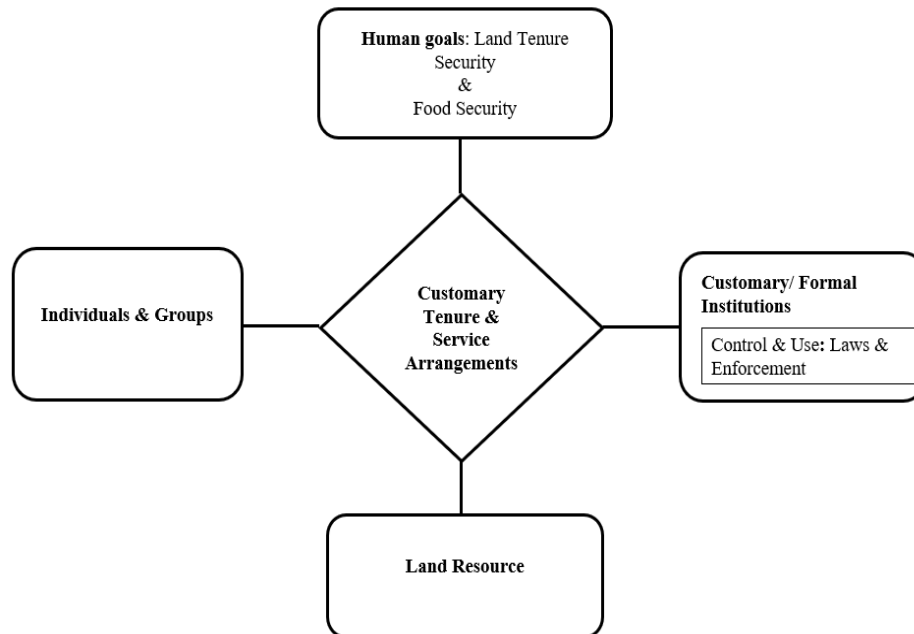 Human goals: Land Tenure
Security
&
Food Security
Individuals & Groups
Customary
Tenure &
Service
Arrangements
Customary/ Formal
Institutions
Control & Use: Laws &
Enforcement
Land Resource